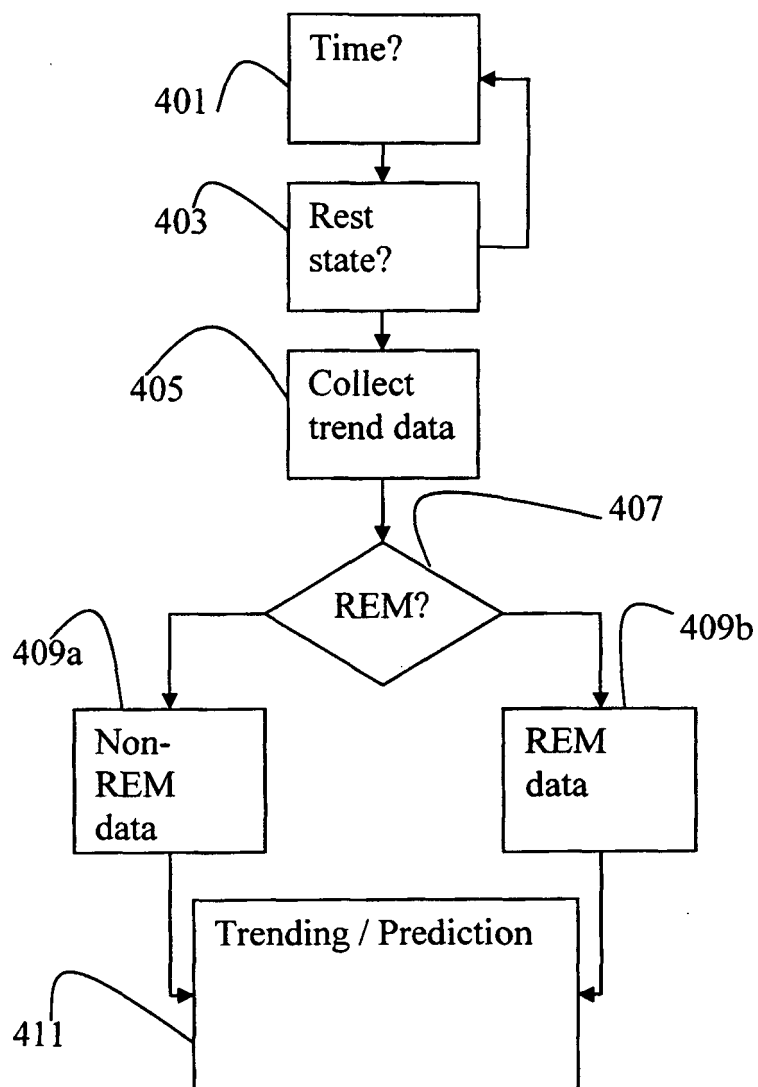 Time?
401
403
Rest
state?
405
Collect
trend data
407
REM?
409a
409b
Non-
REM
data
REM
data
Trending / Prediction
411